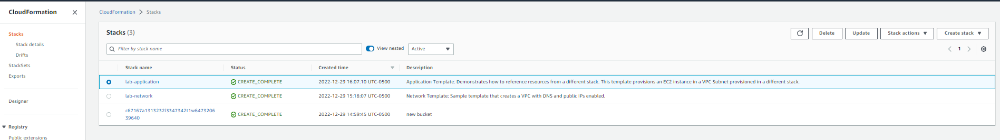 CloudFormation
CloudFormation > Stacks
Stacks
Stack details
Drifts
StackSets
Exports
Designer
Registry
Public extensions
Stacks (3)
Delete
Update
Stack actions
Create stack
Filter by stack name
View nested
Active
1
Stack name Status Created time Description
lab-application CREATE_COMPLETE 2022-12-29 16:07:10 UTC-0500 Application Template: Demonstrates how to reference resources from a different stack. This template provisions an EC2 instance in a VPC Subnet provisioned in a different stack.
lab-network CREATE_COMPLETE 2022-12-29 15:18:07 UTC-0500 Network Template: Sample template that creates a VPC with DNS and public IPs enabled.
c67167a1313232l3347342t1w6473206
39640 CREATE_COMPLETE 2022-12-29 14:59:45 UTC-0500 new bucket